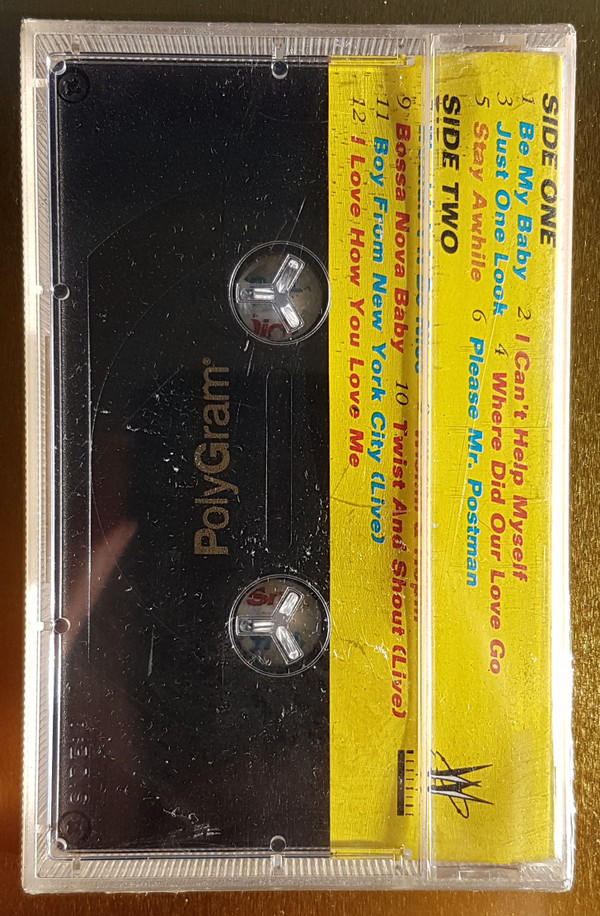 SIDE ONE
1 Be My Baby 2 I Can't Help Myself
3 Just One Look 4 Where Did Our Love Go
5 Stay Awhile 6 Please Mr. Postman
SIDE TWO
9 Bossa Nova Baby 10 Twist And Shout (Live)
11 Boy From New York City (Live)
12 I Love How You Love Me
PolyGram®